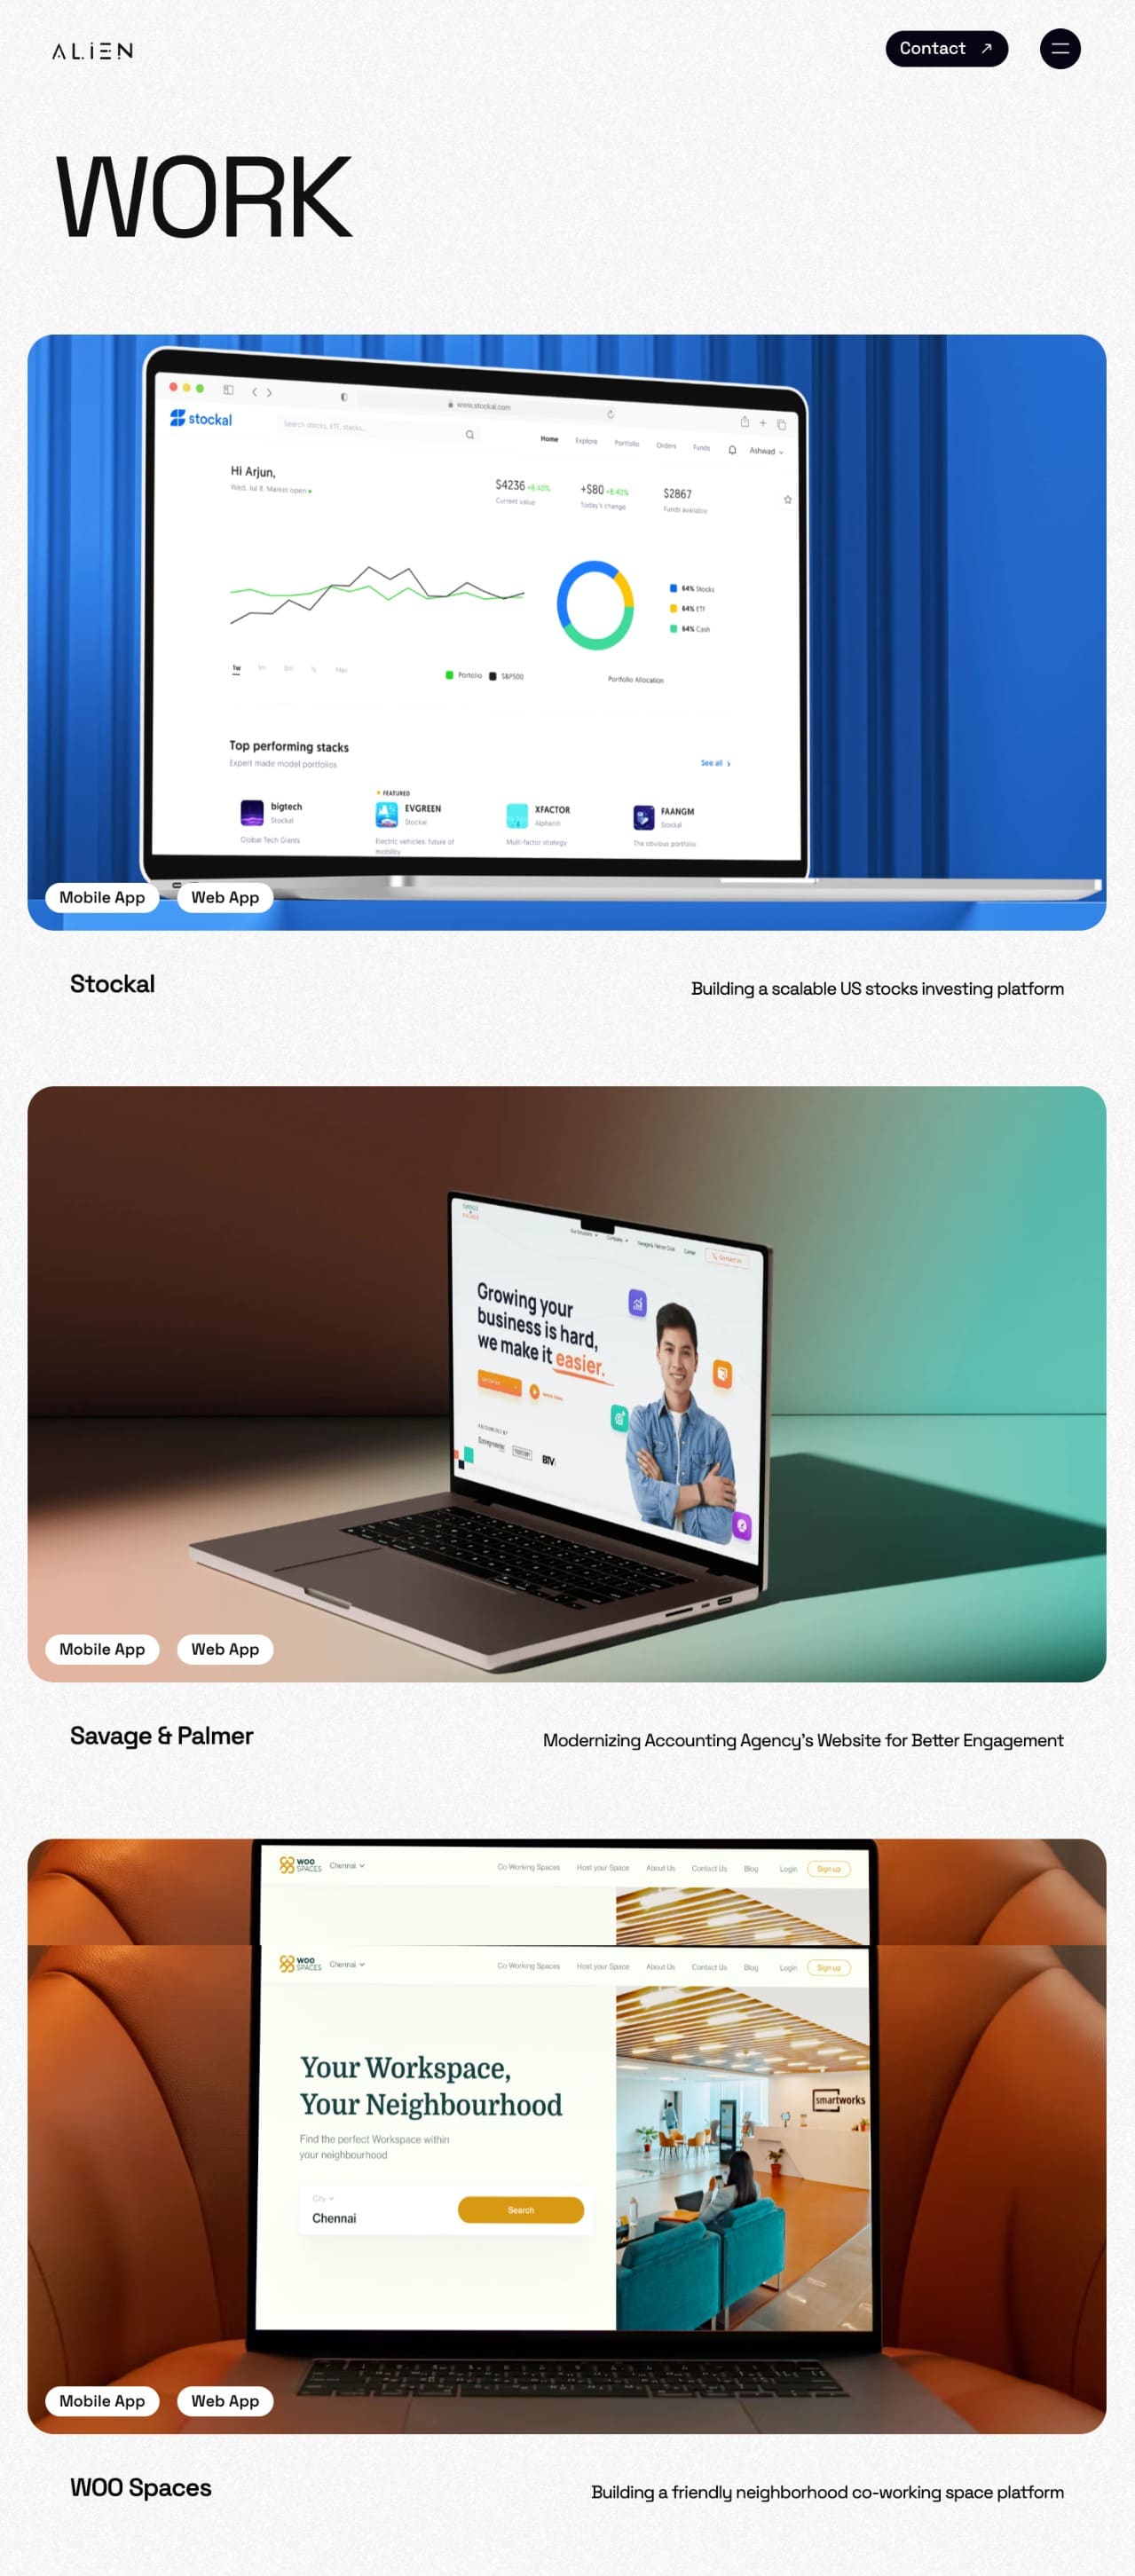 ALIEN
Contact
WORK
www.stockal.com
stockal
Search stocks, ETF, stacks...
Home Explore Portfolio Orders Funds Ashwad
Hi Arjun,
Wed, Jul 8. Market open
$4236 +8.40%
Current value
+$80 +8.40%
Today's change
$2867
Funds available
64% Stocks
64% ETF
64% Cash
1w 1m 6m 1y Max
Portolio S&P500
Portfolio Allocation
Top performing stacks
Expert made model portfolios
See all
FEATURED
bigtech
Stockal
Global Tech Giants
EVGREEN
Stockal
Electric vehicles: future of
mobility
XFACTOR
Alphaniti
Multi-factor strategy
FAANGM
Stockal
The obvious portfolio
Mobile App Web App
Stockal
Building a scalable US stocks investing platform
Company
Career
Contact us
Growing your
business is hard,
we make it easier.
Entrepreneur
BTV
Mobile App Web App
Savage & Palmer
Modernizing Accounting Agency's Website for Better Engagement
WOO
SPACES
Chennai
Co-Working Spaces Host your Space About Us Contact Us Blog Login Sign up
WOO
SPACES
Chennai
Co-Working Spaces Host your Space About Us Contact Us Blog Login Sign up
Your Workspace,
Your Neighbourhood
Find the perfect Workspace within
your neighbourhood
City
Chennai
Search
smartworks
Mobile App Web App
WOO Spaces
Building a friendly neighborhood co-working space platform